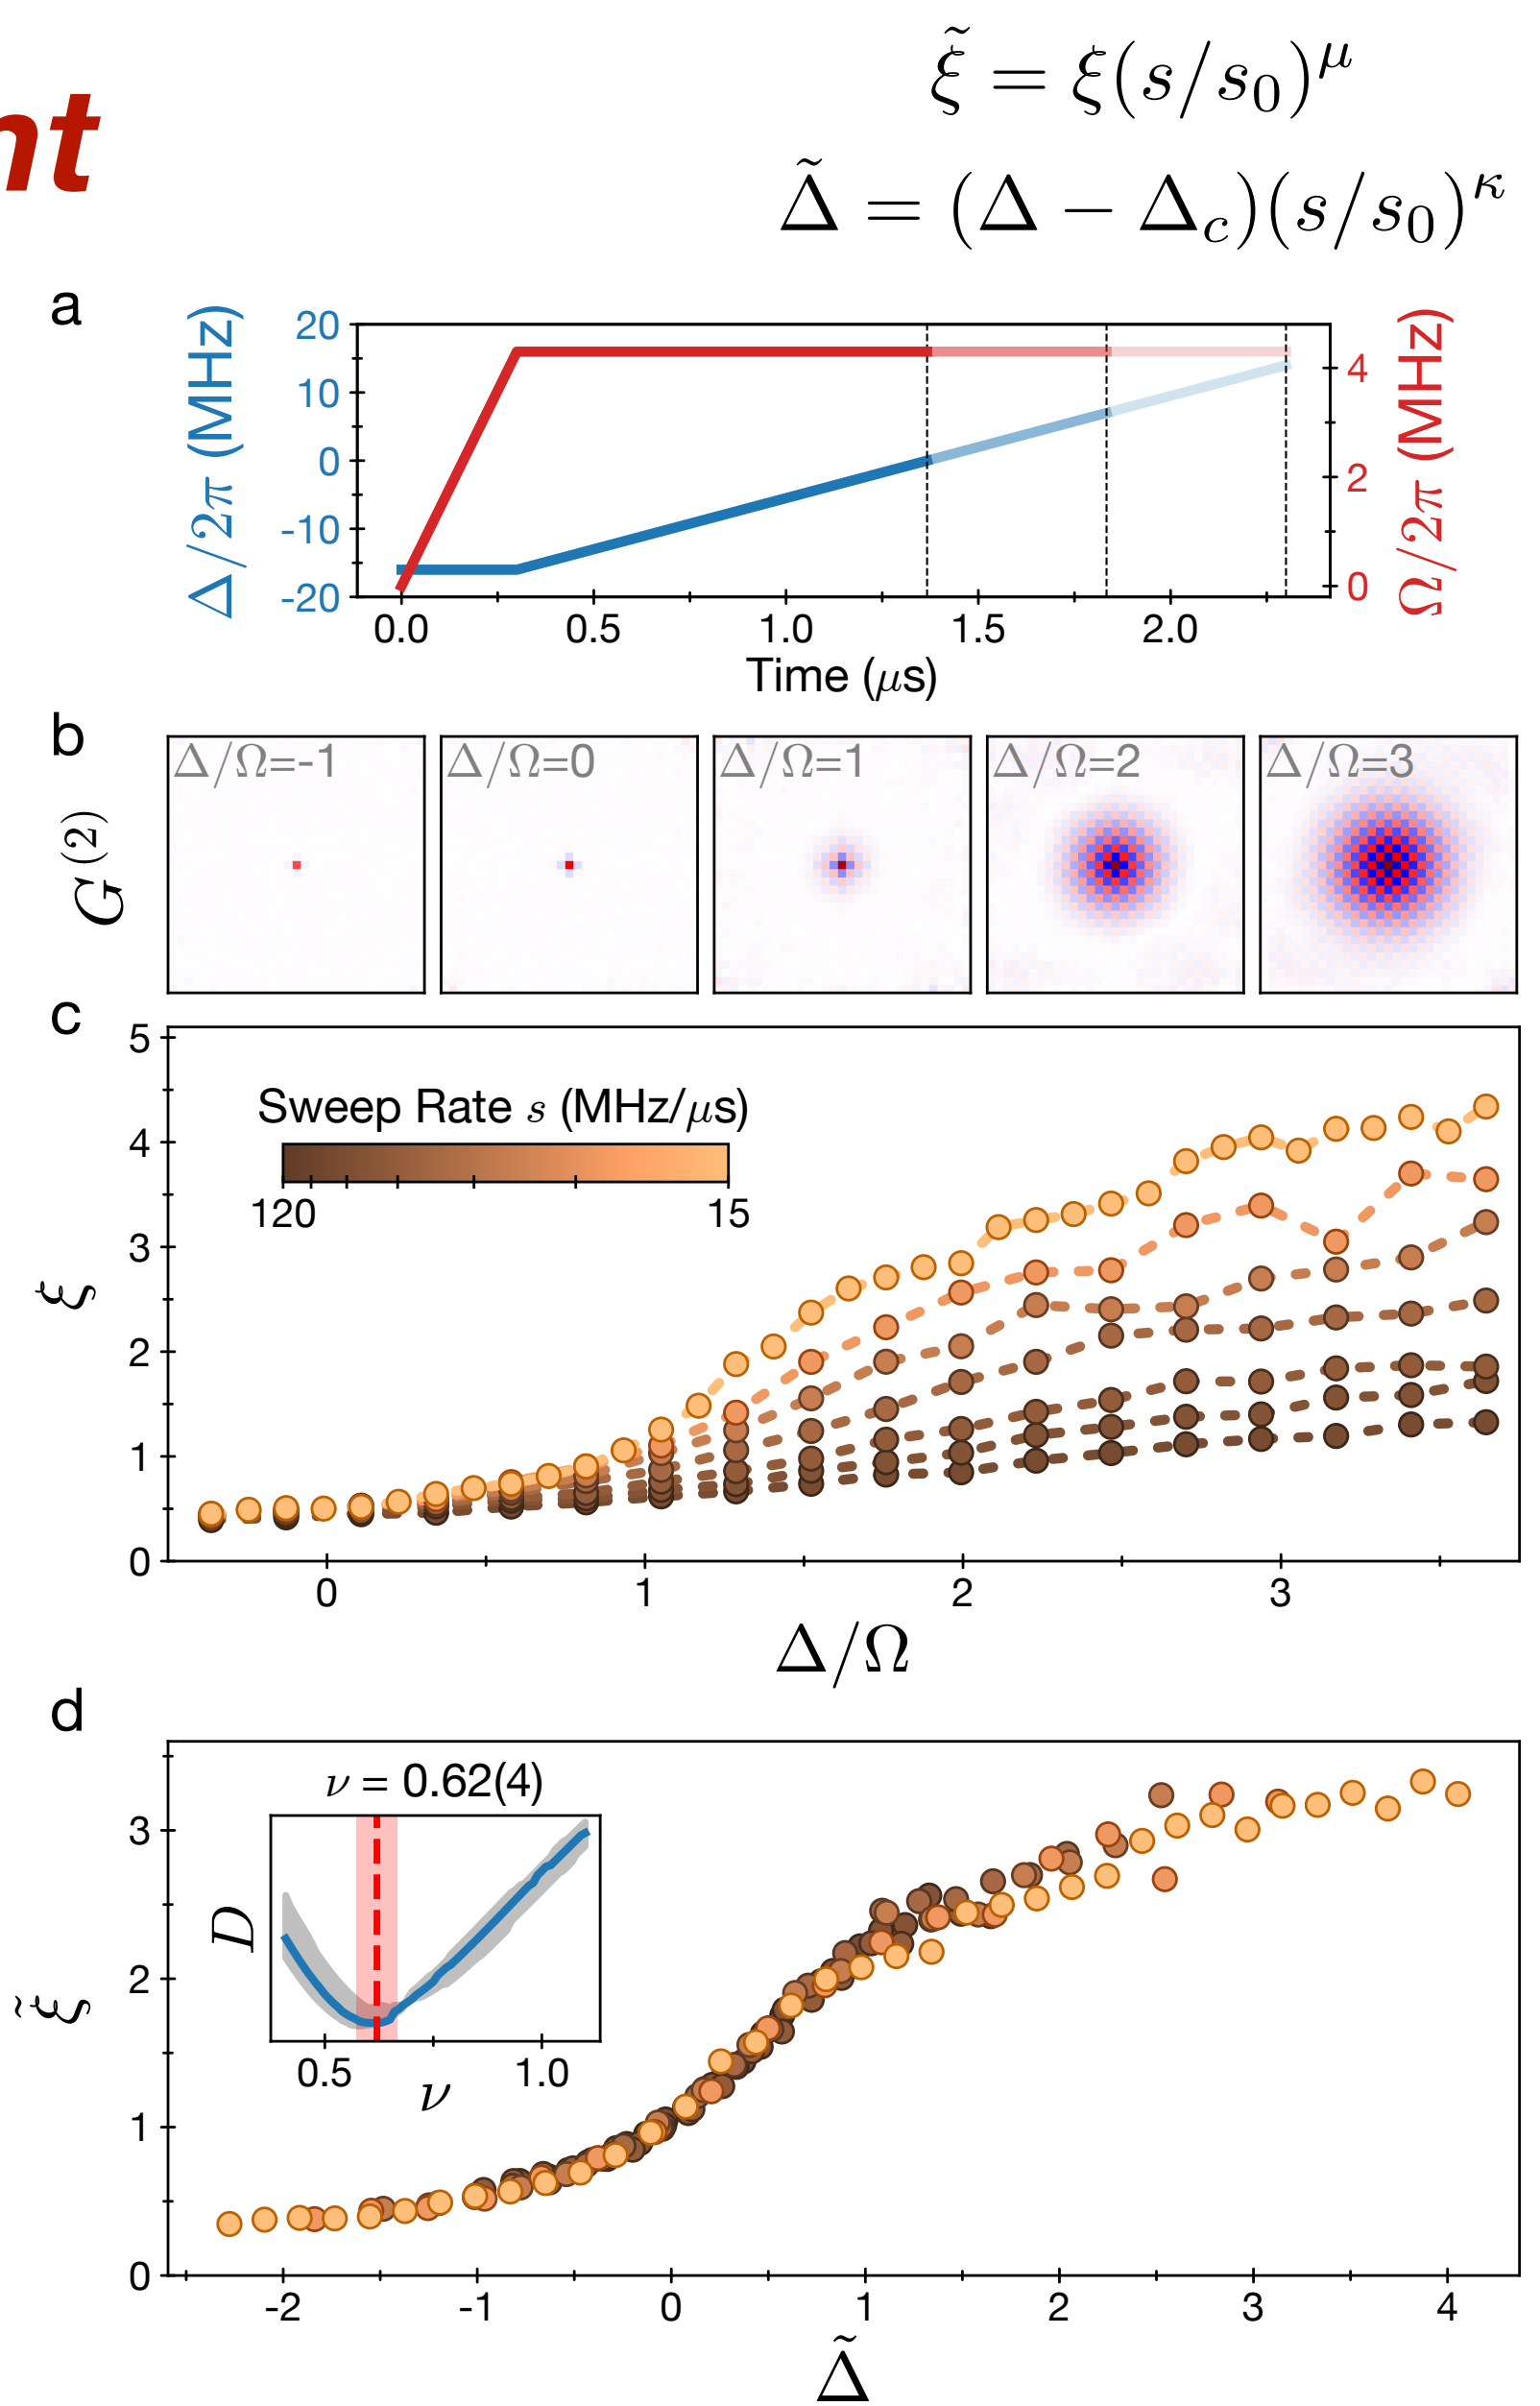 ξ̃ = ξ(s/s₀)^μ
nt
Δ̃ = (Δ − Δ_c)(s/s₀)^κ
a
Δ/2π (MHz)
20
10
0
-10
-20
4
2
0
Ω/2π (MHz)
0.0 0.5 1.0 1.5 2.0
Time (μs)
b
G⁽²⁾
Δ/Ω=-1 Δ/Ω=0 Δ/Ω=1 Δ/Ω=2 Δ/Ω=3
c
ξ
5
4
3
2
1
0
Sweep Rate s (MHz/μs)
120 15
0 1 2 3
Δ/Ω
d
ξ̃
3
2
1
0
ν = 0.62(4)
D
0.5 1.0
ν
-2 -1 0 1 2 3 4
Δ̃